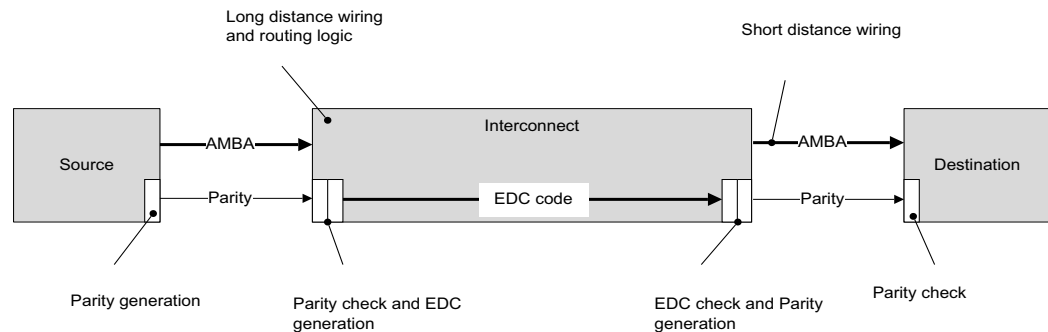 Long distance wiring
and routing logic
Short distance wiring
Interconnect
AMBA
AMBA
Source
Destination
Parity
EDC code
Parity
Parity generation
Parity check and EDC
generation
EDC check and Parity
generation
Parity check